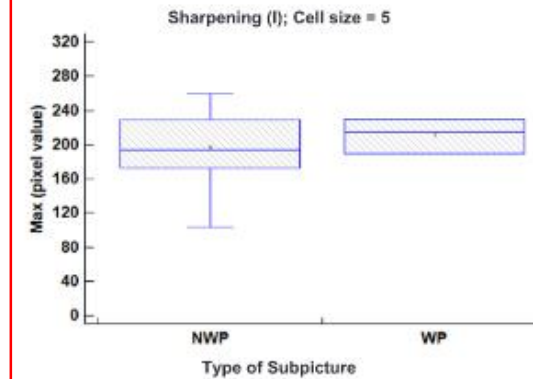 Sharpening (I); Cell size = 5
Max (pixel value)
320
280
240
200
160
120
80
40
0
NWP
WP
Type of Subpicture